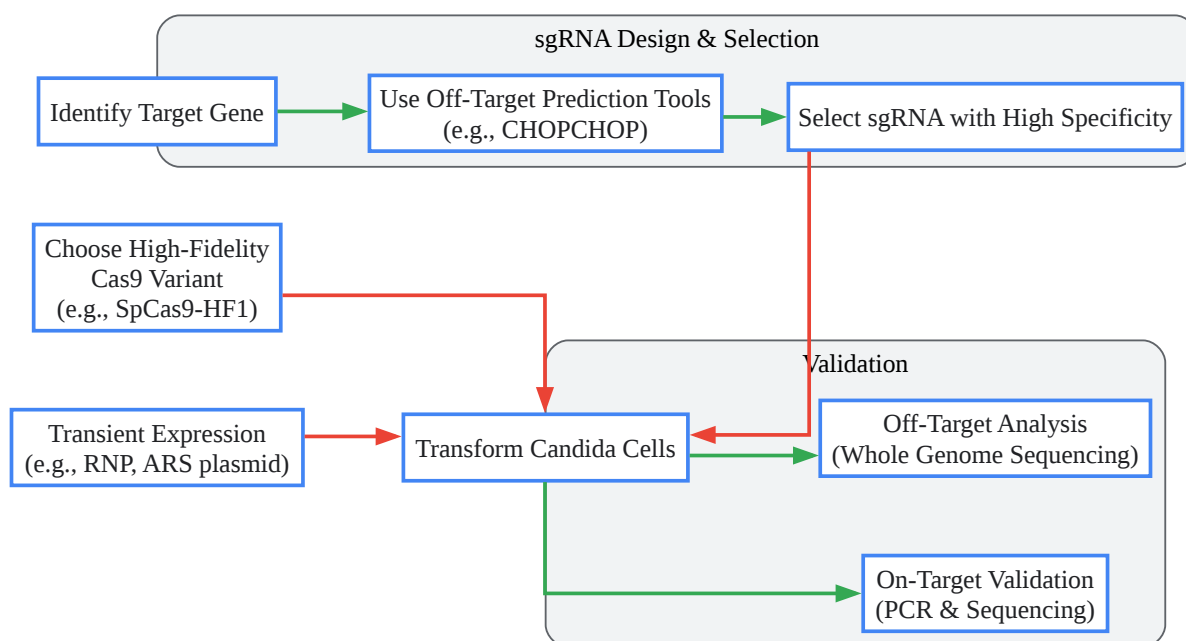 sgRNA Design & Selection
Identify Target Gene
Use Off-Target Prediction Tools
(e.g., CHOPCHOP)
Select sgRNA with High Specificity
Choose High-Fidelity
Cas9 Variant
(e.g., SpCas9-HF1)
Validation
Transient Expression
(e.g., RNP, ARS plasmid)
Transform Candida Cells
Off-Target Analysis
(Whole Genome Sequencing)
On-Target Validation
(PCR & Sequencing)